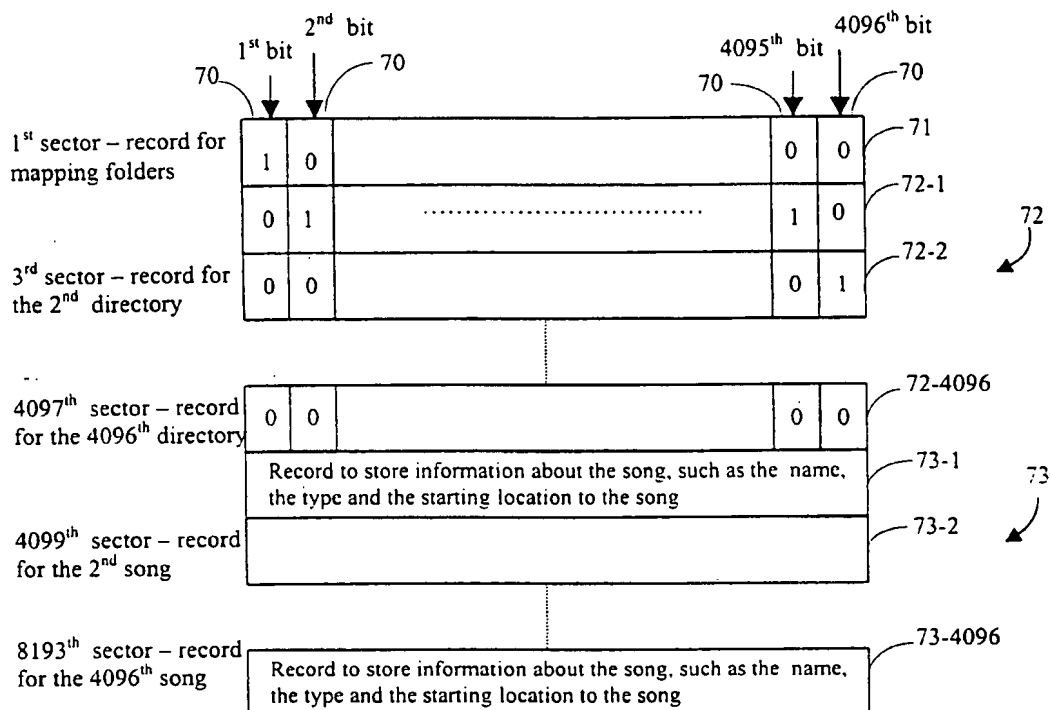 1st bit
2nd bit
4095th bit
4096th bit
70
70
70
70
1st sector – record for
mapping folders
1 0 0 0
71
0 1 ........................................ 1 0
72-1
72
3rd sector – record for
the 2nd directory
0 0 0 1
72-2
4097th sector – record
for the 4096th directory
0 0 0 0
72-4096
Record to store information about the song, such as the name,
the type and the starting location to the song
73-1
73
4099th sector – record
for the 2nd song
73-2
8193th sector – record
for the 4096th song
Record to store information about the song, such as the name,
the type and the starting location to the song
73-4096